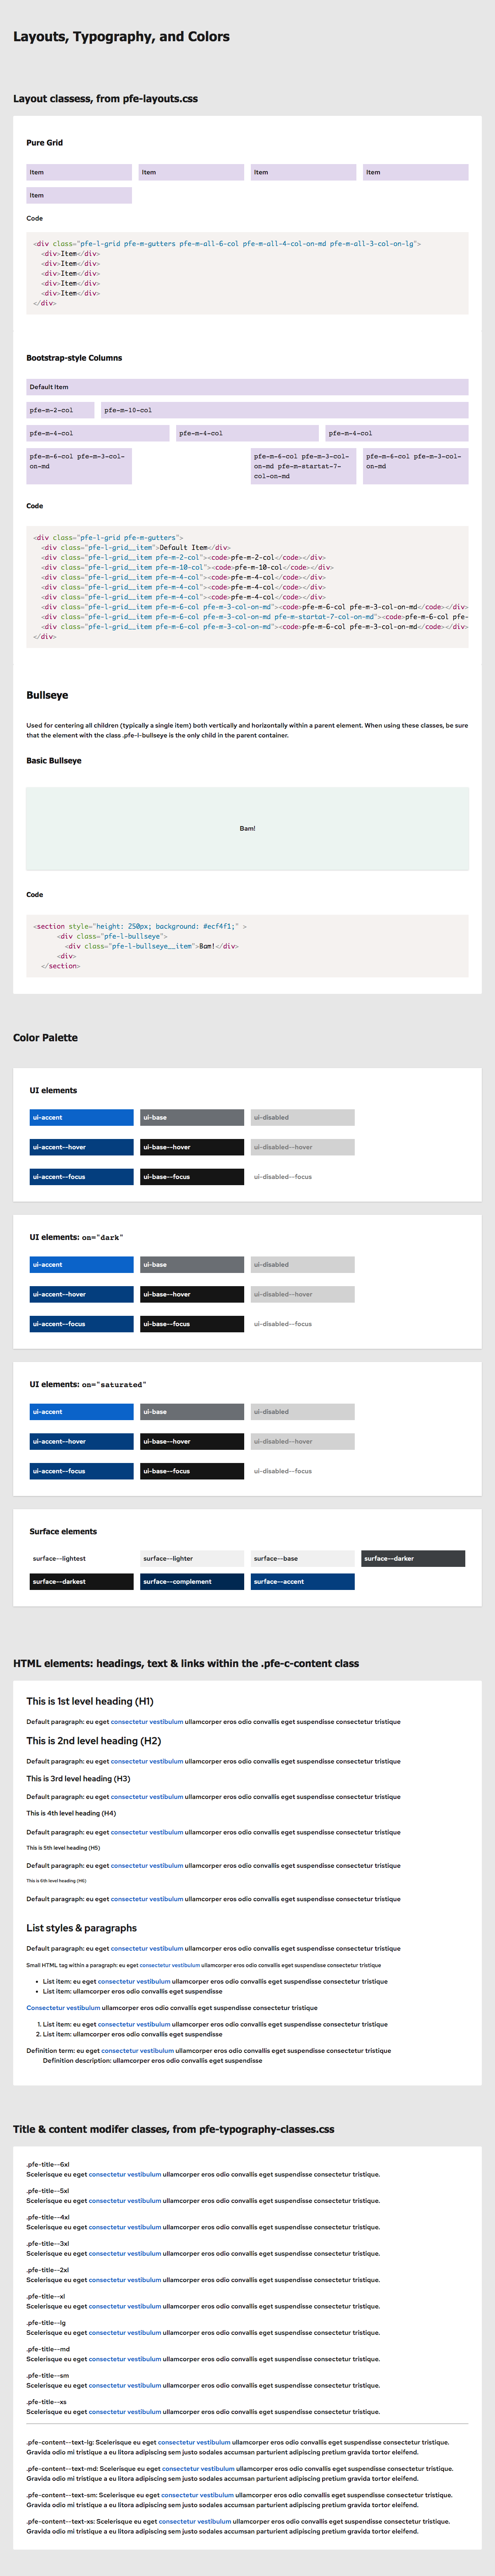 Layouts, Typography, and Colors
Layout classess, from pfe-layouts.css
Pure Grid
Item
Item
Item
Item
Item
Code
<div class="pfe-l-grid pfe-m-gutters pfe-m-all-6-col pfe-m-all-4-col-on-md pfe-m-all-3-col-on-lg">
<div>Item</div>
<div>Item</div>
<div>Item</div>
<div>Item</div>
<div>Item</div>
</div>
Bootstrap-style Columns
Default Item
pfe-m-2-col
pfe-m-10-col
pfe-m-4-col
pfe-m-4-col
pfe-m-4-col
pfe-m-6-col pfe-m-3-col-
on-md
pfe-m-6-col pfe-m-3-col-
on-md pfe-m-startat-7-
col-on-md
pfe-m-6-col pfe-m-3-col-
on-md
Code
<div class="pfe-l-grid pfe-m-gutters">
<div class="pfe-l-grid__item">Default Item</div>
<div class="pfe-l-grid__item pfe-m-2-col"><code>pfe-m-2-col</code></div>
<div class="pfe-l-grid__item pfe-m-10-col"><code>pfe-m-10-col</code></div>
<div class="pfe-l-grid__item pfe-m-4-col"><code>pfe-m-4-col</code></div>
<div class="pfe-l-grid__item pfe-m-4-col"><code>pfe-m-4-col</code></div>
<div class="pfe-l-grid__item pfe-m-4-col"><code>pfe-m-4-col</code></div>
<div class="pfe-l-grid__item pfe-m-6-col pfe-m-3-col-on-md"><code>pfe-m-6-col pfe-m-3-col-on-md</code></div>
<div class="pfe-l-grid__item pfe-m-6-col pfe-m-3-col-on-md pfe-m-startat-7-col-on-md"><code>pfe-m-6-col pfe-
<div class="pfe-l-grid__item pfe-m-6-col pfe-m-3-col-on-md"><code>pfe-m-6-col pfe-m-3-col-on-md</code></div>
</div>
Bullseye
Used for centering all children (typically a single item) both vertically and horizontally within a parent element. When using these classes, be sure
that the element with the class .pfe-l-bullseye is the only child in the parent container.
Basic Bullseye
Bam!
Code
<section style="height: 250px; background: #ecf4f1;" >
<div class="pfe-l-bullseye">
<div class="pfe-l-bullseye__item">Bam!</div>
<div>
</section>
Color Palette
UI elements
ui-accent
ui-base
ui-disabled
ui-accent--hover
ui-base--hover
ui-disabled--hover
ui-accent--focus
ui-base--focus
ui-disabled--focus
UI elements: on="dark"
ui-accent
ui-base
ui-disabled
ui-accent--hover
ui-base--hover
ui-disabled--hover
ui-accent--focus
ui-base--focus
ui-disabled--focus
UI elements: on="saturated"
ui-accent
ui-base
ui-disabled
ui-accent--hover
ui-base--hover
ui-disabled--hover
ui-accent--focus
ui-base--focus
ui-disabled--focus
Surface elements
surface--lightest
surface--lighter
surface--base
surface--darker
surface--darkest
surface--complement
surface--accent
HTML elements: headings, text & links within the .pfe-c-content class
This is 1st level heading (H1)
Default paragraph: eu eget consectetur vestibulum ullamcorper eros odio convallis eget suspendisse consectetur tristique
This is 2nd level heading (H2)
Default paragraph: eu eget consectetur vestibulum ullamcorper eros odio convallis eget suspendisse consectetur tristique
This is 3rd level heading (H3)
Default paragraph: eu eget consectetur vestibulum ullamcorper eros odio convallis eget suspendisse consectetur tristique
This is 4th level heading (H4)
Default paragraph: eu eget consectetur vestibulum ullamcorper eros odio convallis eget suspendisse consectetur tristique
This is 5th level heading (H5)
Default paragraph: eu eget consectetur vestibulum ullamcorper eros odio convallis eget suspendisse consectetur tristique
This is 6th level heading (H6)
Default paragraph: eu eget consectetur vestibulum ullamcorper eros odio convallis eget suspendisse consectetur tristique
List styles & paragraphs
Default paragraph: eu eget consectetur vestibulum ullamcorper eros odio convallis eget suspendisse consectetur tristique
Small HTML tag within a paragraph: eu eget consectetur vestibulum ullamcorper eros odio convallis eget suspendisse consectetur tristique
• List item: eu eget consectetur vestibulum ullamcorper eros odio convallis eget suspendisse consectetur tristique
• List item: ullamcorper eros odio convallis eget suspendisse
Consectetur vestibulum ullamcorper eros odio convallis eget suspendisse consectetur tristique
1. List item: eu eget consectetur vestibulum ullamcorper eros odio convallis eget suspendisse consectetur tristique
2. List item: ullamcorper eros odio convallis eget suspendisse
Definition term: eu eget consectetur vestibulum ullamcorper eros odio convallis eget suspendisse consectetur tristique
Definition description: ullamcorper eros odio convallis eget suspendisse
Title & content modifer classes, from pfe-typography-classes.css
.pfe-title--6xl
Scelerisque eu eget consectetur vestibulum ullamcorper eros odio convallis eget suspendisse consectetur tristique.
.pfe-title--5xl
Scelerisque eu eget consectetur vestibulum ullamcorper eros odio convallis eget suspendisse consectetur tristique.
.pfe-title--4xl
Scelerisque eu eget consectetur vestibulum ullamcorper eros odio convallis eget suspendisse consectetur tristique.
.pfe-title--3xl
Scelerisque eu eget consectetur vestibulum ullamcorper eros odio convallis eget suspendisse consectetur tristique.
.pfe-title--2xl
Scelerisque eu eget consectetur vestibulum ullamcorper eros odio convallis eget suspendisse consectetur tristique.
.pfe-title--xl
Scelerisque eu eget consectetur vestibulum ullamcorper eros odio convallis eget suspendisse consectetur tristique.
.pfe-title--lg
Scelerisque eu eget consectetur vestibulum ullamcorper eros odio convallis eget suspendisse consectetur tristique.
.pfe-title--md
Scelerisque eu eget consectetur vestibulum ullamcorper eros odio convallis eget suspendisse consectetur tristique.
.pfe-title--sm
Scelerisque eu eget consectetur vestibulum ullamcorper eros odio convallis eget suspendisse consectetur tristique.
.pfe-title--xs
Scelerisque eu eget consectetur vestibulum ullamcorper eros odio convallis eget suspendisse consectetur tristique.
.pfe-content--text-lg: Scelerisque eu eget consectetur vestibulum ullamcorper eros odio convallis eget suspendisse consectetur tristique.
Gravida odio mi tristique a eu litora adipiscing sem justo sodales accumsan parturient adipiscing pretium gravida tortor eleifend.
.pfe-content--text-md: Scelerisque eu eget consectetur vestibulum ullamcorper eros odio convallis eget suspendisse consectetur tristique.
Gravida odio mi tristique a eu litora adipiscing sem justo sodales accumsan parturient adipiscing pretium gravida tortor eleifend.
.pfe-content--text-sm: Scelerisque eu eget consectetur vestibulum ullamcorper eros odio convallis eget suspendisse consectetur tristique.
Gravida odio mi tristique a eu litora adipiscing sem justo sodales accumsan parturient adipiscing pretium gravida tortor eleifend.
.pfe-content--text-xs: Scelerisque eu eget consectetur vestibulum ullamcorper eros odio convallis eget suspendisse consectetur tristique.
Gravida odio mi tristique a eu litora adipiscing sem justo sodales accumsan parturient adipiscing pretium gravida tortor eleifend.